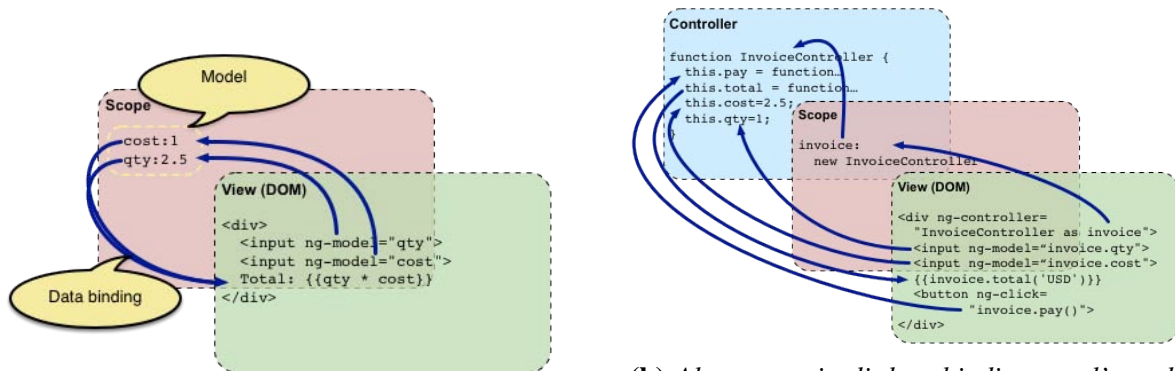 Model
Scope
cost:1
qty:2.5
View (DOM)
<div>
<input ng-model="qty">
<input ng-model="cost">
Total: {{qty * cost}}
</div>
Data binding
Controller
function InvoiceController {
this.pay = function…
this.total = function…
this.cost=2.5;
this.qty=1;
}
Scope
invoice:
new InvoiceController
View (DOM)
<div ng-controller=
"InvoiceController as invoice">
<input ng-model=“invoice.qty">
<input ng-model=“invoice.cost">
{{invoice.total('USD')}}
<button ng-click=
"invoice.pay()">
</div>